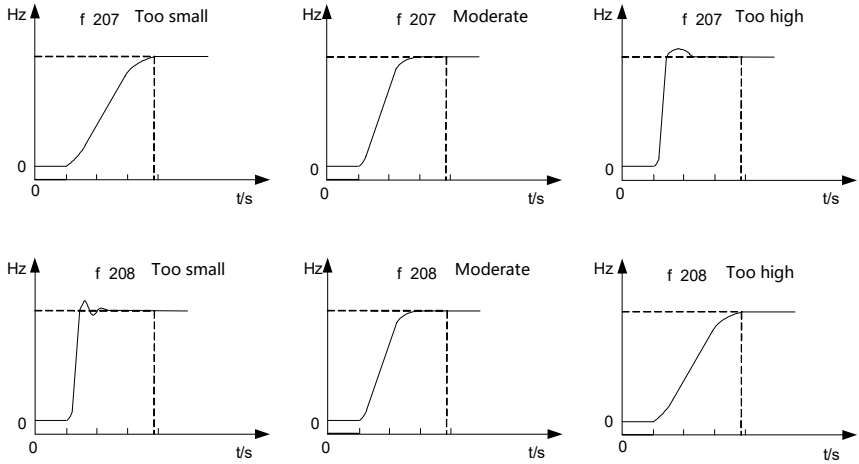 Hz f 207 Too small
0
0
t/s
Hz f 207 Moderate
0
0
t/s
Hz f 207 Too high
0
0
t/s
Hz f 208 Too small
0
0
t/s
Hz f 208 Moderate
0
0
t/s
Hz f 208 Too high
0
0
t/s